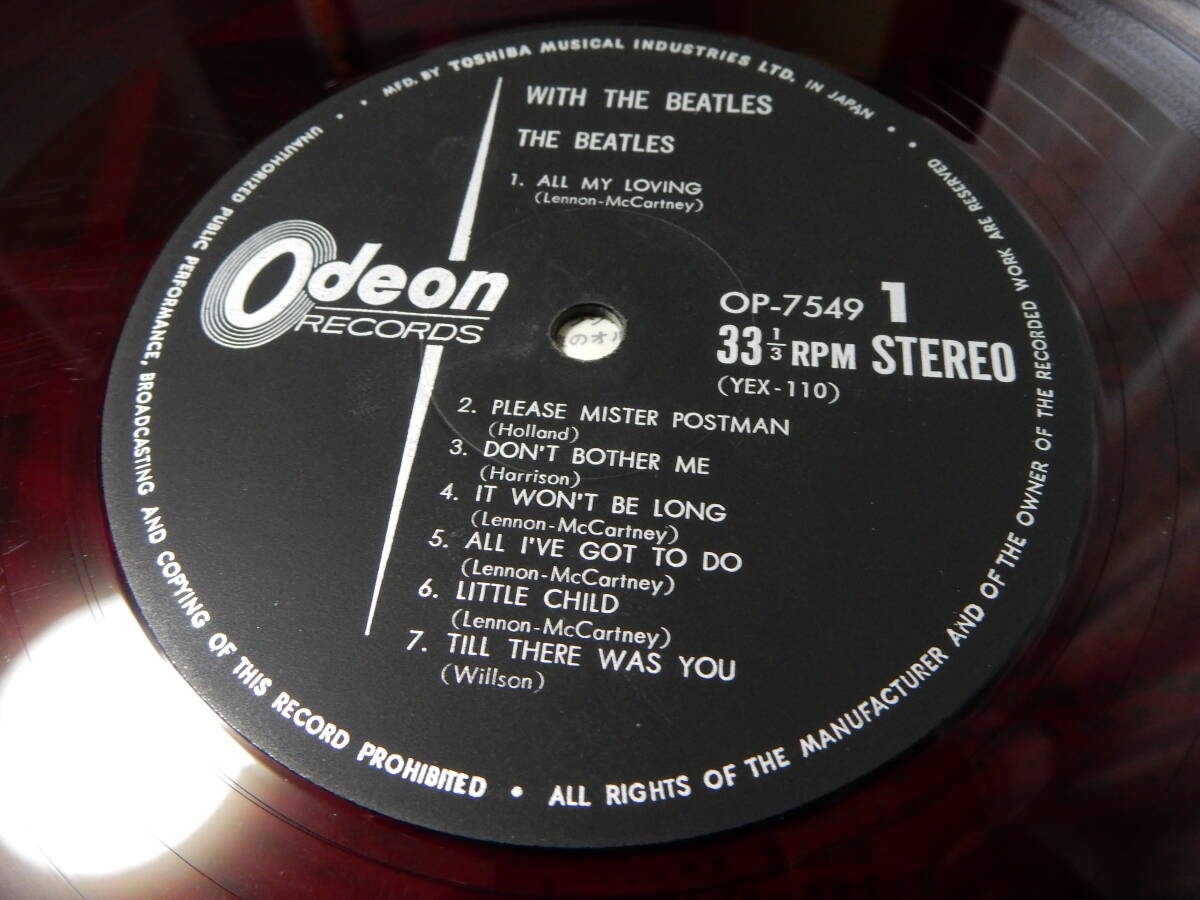 MFD. BY TOSHIBA MUSICAL INDUSTRIES LTD. IN JAPAN
WITH THE BEATLES
THE BEATLES
1. ALL MY LOVING
(Lennon-McCartney)
Odeon
RECORDS
OP-7549 1
33 1/3 RPM STEREO
(YEX-110)
2. PLEASE MISTER POSTMAN
(Holland)
3. DON'T BOTHER ME
(Harrison)
4. IT WON'T BE LONG
(Lennon-McCartney)
5. ALL I'VE GOT TO DO
(Lennon-McCartney)
6. LITTLE CHILD
(Lennon-McCartney)
7. TILL THERE WAS YOU
(Willson)
UNAUTHORIZED PUBLIC PERFORMANCE, BROADCASTING AND COPYING OF THIS RECORD PROHIBITED • ALL RIGHTS OF THE MANUFACTURER AND OF THE OWNER OF THE RECORDED WORK ARE RESERVED